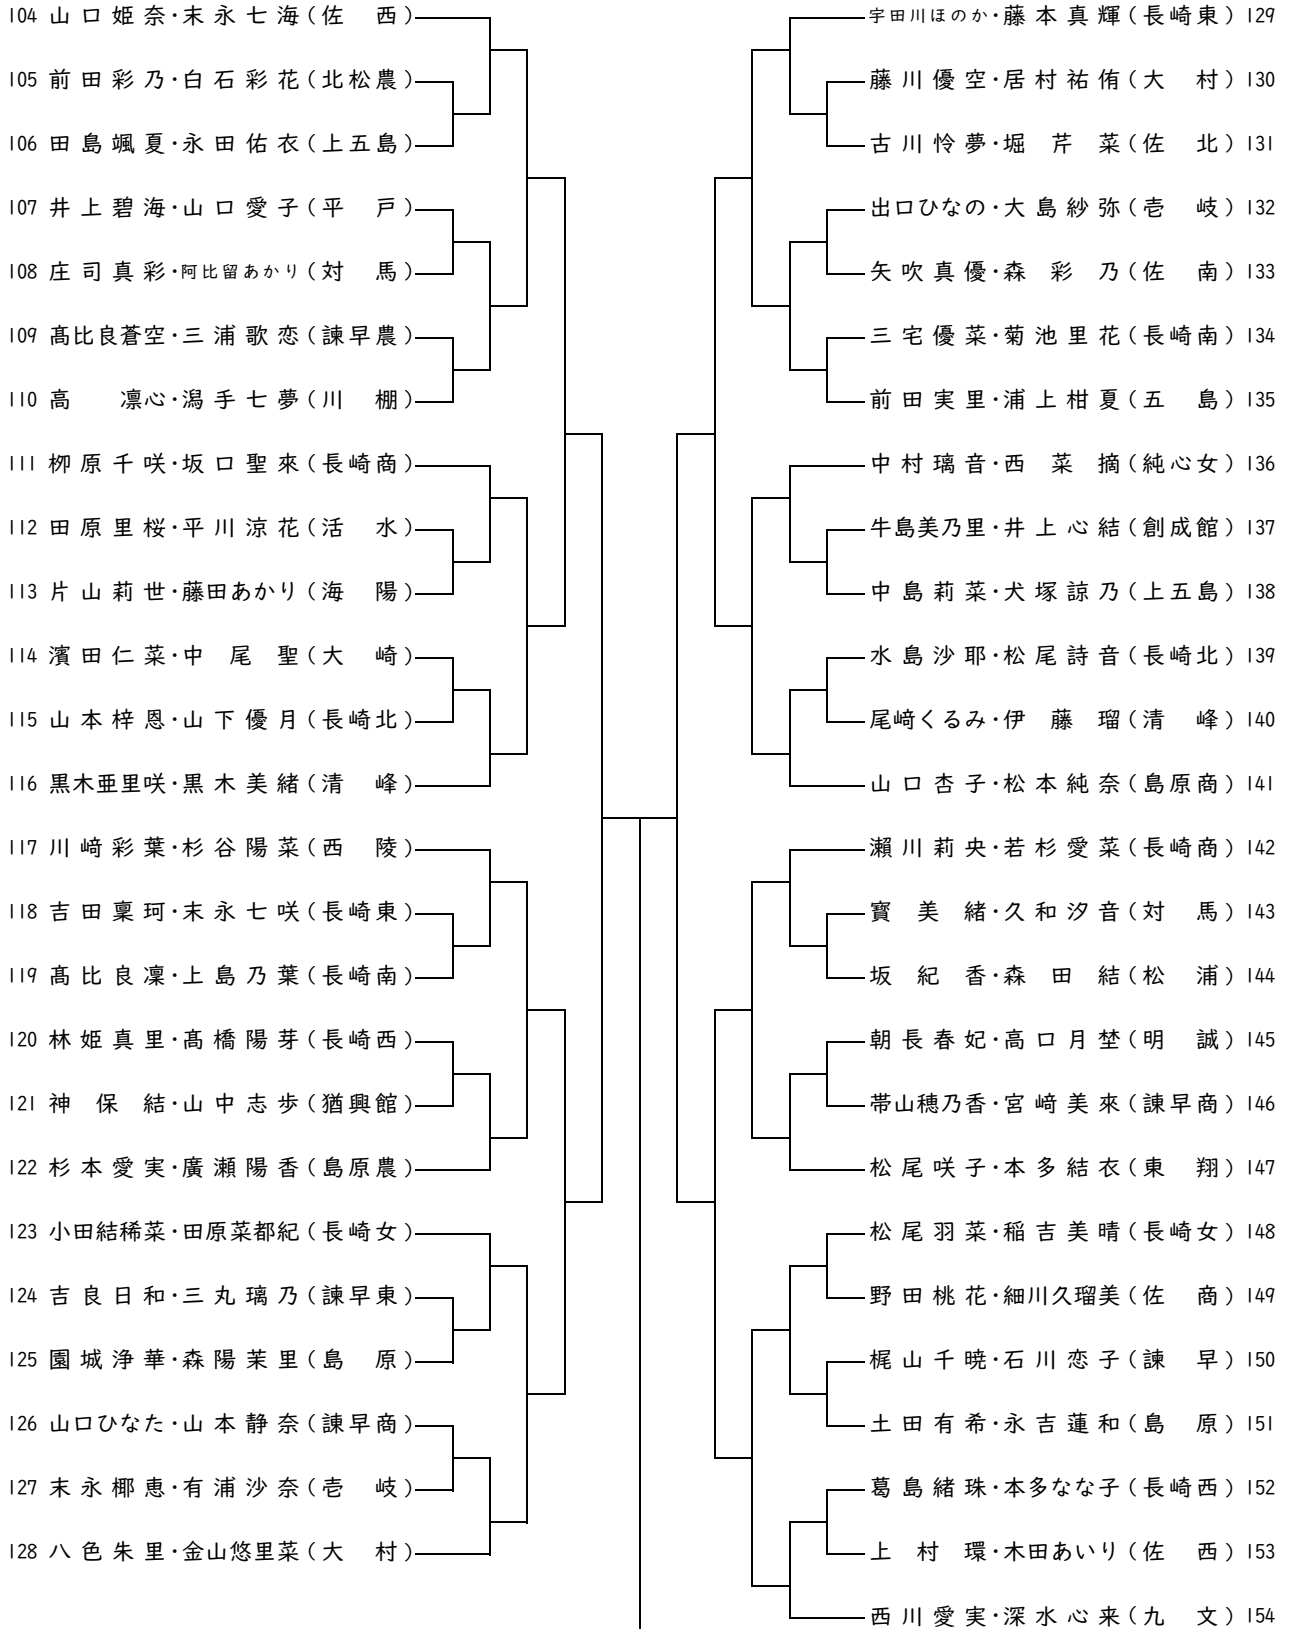 104 山口姫奈・末永七海(佐西)
105 前田彩乃・白石彩花(北松農)
106 田島颯夏・永田佑衣(上五島)
107 井上碧海・山口愛子(平戸)
108 庄司真彩・阿比留あかり(対馬)
109 髙比良蒼空・三浦歌恋(諫早農)
110 高凛心・潟手七夢(川棚)
111 栁原千咲・坂口聖來(長崎商)
112 田原里桜・平川涼花(活水)
113 片山莉世・藤田あかり(海陽)
114 濱田仁菜・中尾聖(大崎)
115 山本梓恩・山下優月(長崎北)
116 黒木亜里咲・黒木美緒(清峰)
117 川﨑彩葉・杉谷陽菜(西陵)
118 吉田稟珂・末永七咲(長崎東)
119 髙比良凜・上島乃葉(長崎南)
120 林姫真里・髙橋陽芽(長崎西)
121 神保結・山中志歩(猶興館)
122 杉本愛実・廣瀬陽香(島原農)
123 小田結稀菜・田原菜都紀(長崎女)
124 吉良日和・三丸璃乃(諫早東)
125 園城浄華・森陽茉里(島原)
126 山口ひなた・山本静奈(諫早商)
127 末永椰恵・有浦沙奈(壱岐)
128 八色朱里・金山悠里菜(大村)
宇田川ほのか・藤本真輝(長崎東) 129
藤川優空・居村祐侑(大村) 130
古川怜夢・堀芹菜(佐北) 131
出口ひなの・大島紗弥(壱岐) 132
矢吹真優・森彩乃(佐南) 133
三宅優菜・菊池里花(長崎南) 134
前田実里・浦上柑夏(五島) 135
中村璃音・西菜摘(純心女) 136
牛島美乃里・井上心結(創成館) 137
中島莉菜・犬塚諒乃(上五島) 138
水島沙耶・松尾詩音(長崎北) 139
尾﨑くるみ・伊藤瑠(清峰) 140
山口杏子・松本純奈(島原商) 141
瀨川莉央・若杉愛菜(長崎商) 142
寳美緒・久和汐音(対馬) 143
坂紀香・森田結(松浦) 144
朝長春妃・高口月埜(明誠) 145
帯山穂乃香・宮﨑美來(諫早商) 146
松尾咲子・本多結衣(東翔) 147
松尾羽菜・稲吉美晴(長崎女) 148
野田桃花・細川久瑠美(佐商) 149
梶山千暁・石川恋子(諫早) 150
土田有希・永吉蓮和(島原) 151
葛島緒珠・本多なな子(長崎西) 152
上村環・木田あいり(佐西) 153
西川愛実・深水心来(九文) 154